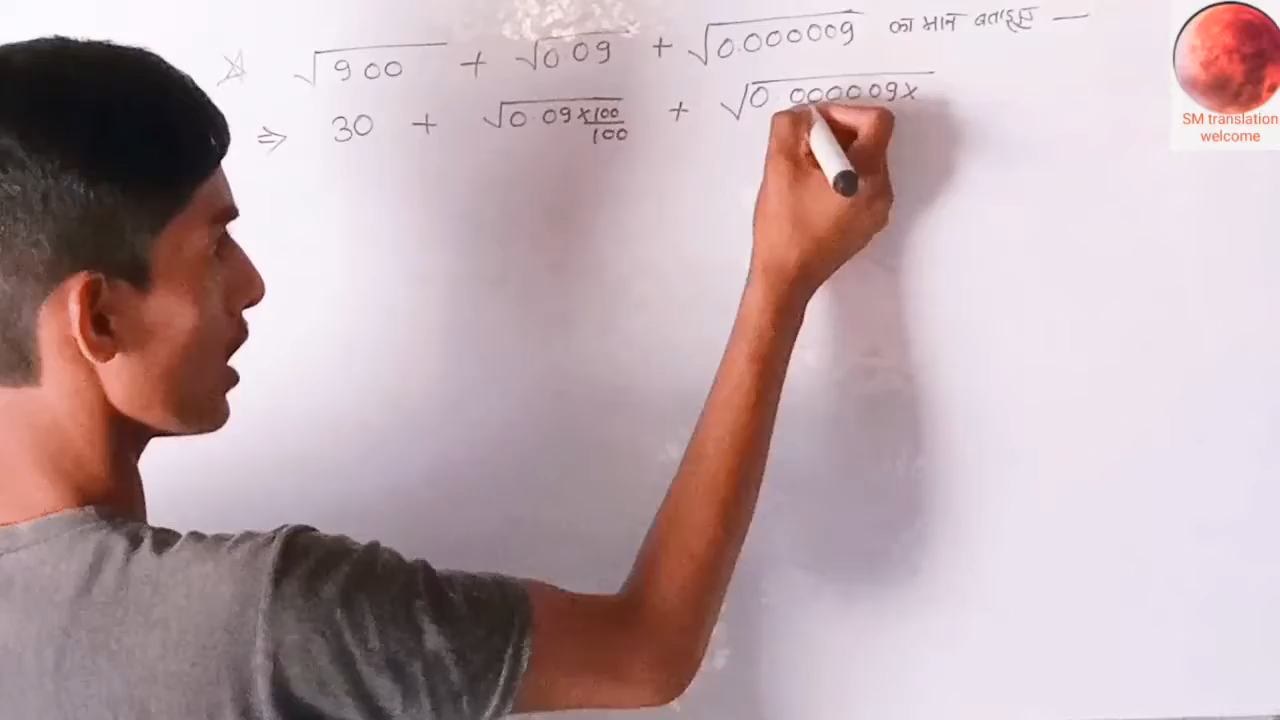 √900 + √0.09 + √0.000009 का मान बताइए —
⇒ 30 + √0.09×100/100 + √0.000009×
SM translation
welcome